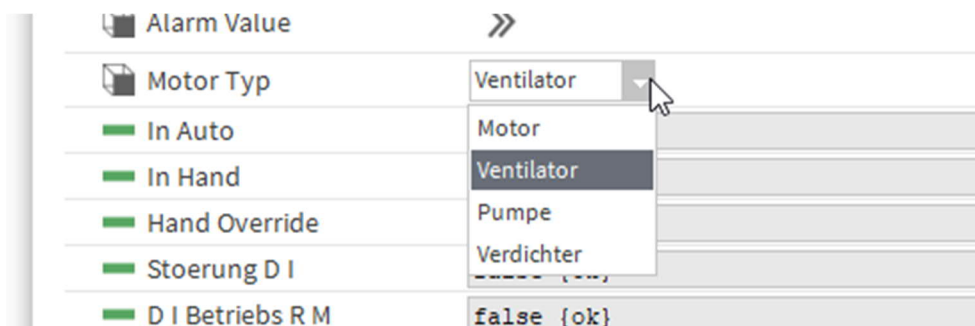 Alarm Value
Motor Typ Ventilator
Motor
In Auto
Ventilator
In Hand
Pumpe
Hand Override
Verdichter
Stoerung D I
D I Betriebs R M false {ok}